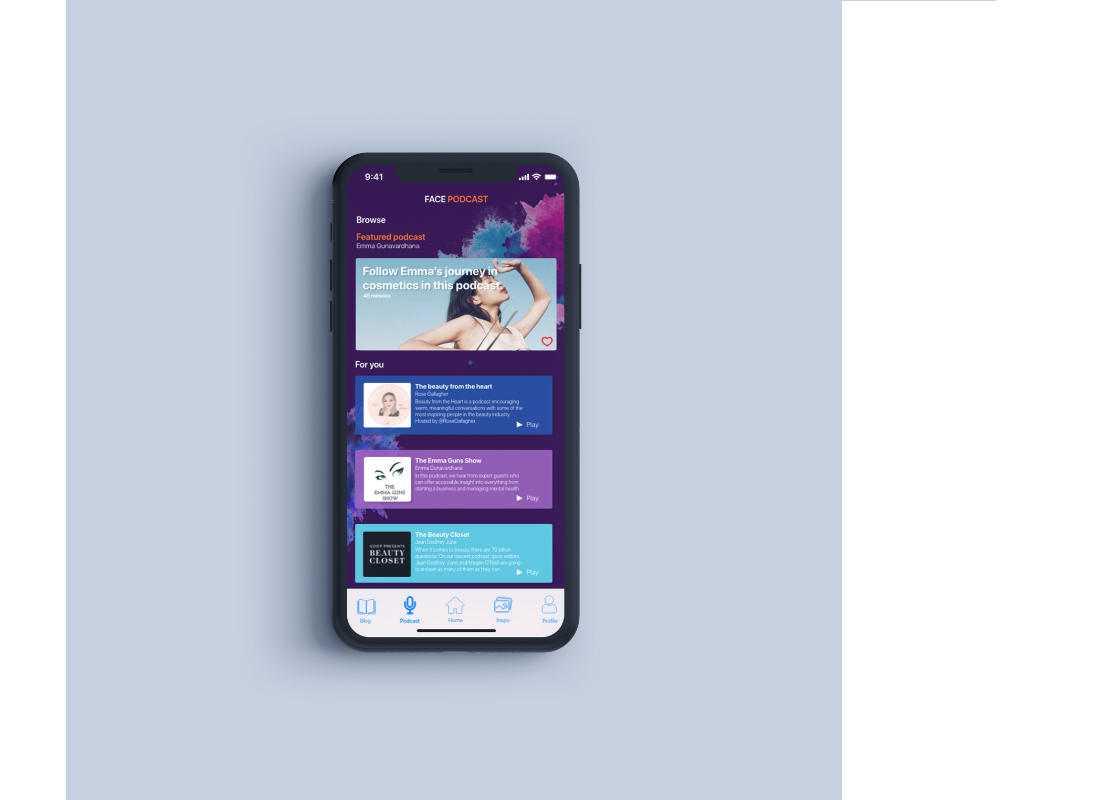 9:41
FACE PODCAST
Browse
Featured podcast
Emma Gunavardhana
Follow Emma's journey in
cosmetics in this podcast.
45 minutes
For you
The beauty from the heart
Rose Gallagher
Beauty from the Heart is a podcast encouraging
warm, meaningful conversations with some of the
most inspiring people in the beauty industry.
Hosted by @RoseGallagher.
Play
THE
EMMA GUNS
SHOW
The Emma Guns Show
Emma Gunavardhana
In this podcast, we hear from expert guests who
can offer accessible insight into everything from
starting a business and managing mental health
Play
GOOP PRESENTS
BEAUTY
CLOSET
The Beauty Closet
Jean Godfrey June
When it comes to beauty, there are 70 billion
questions. On our newest podcast, goop editors
Jean Godfrey June and Megan O'Neill are going
to answer as many of them as they can.
Play
Blog
Podcast
Home
Inspo
Profile